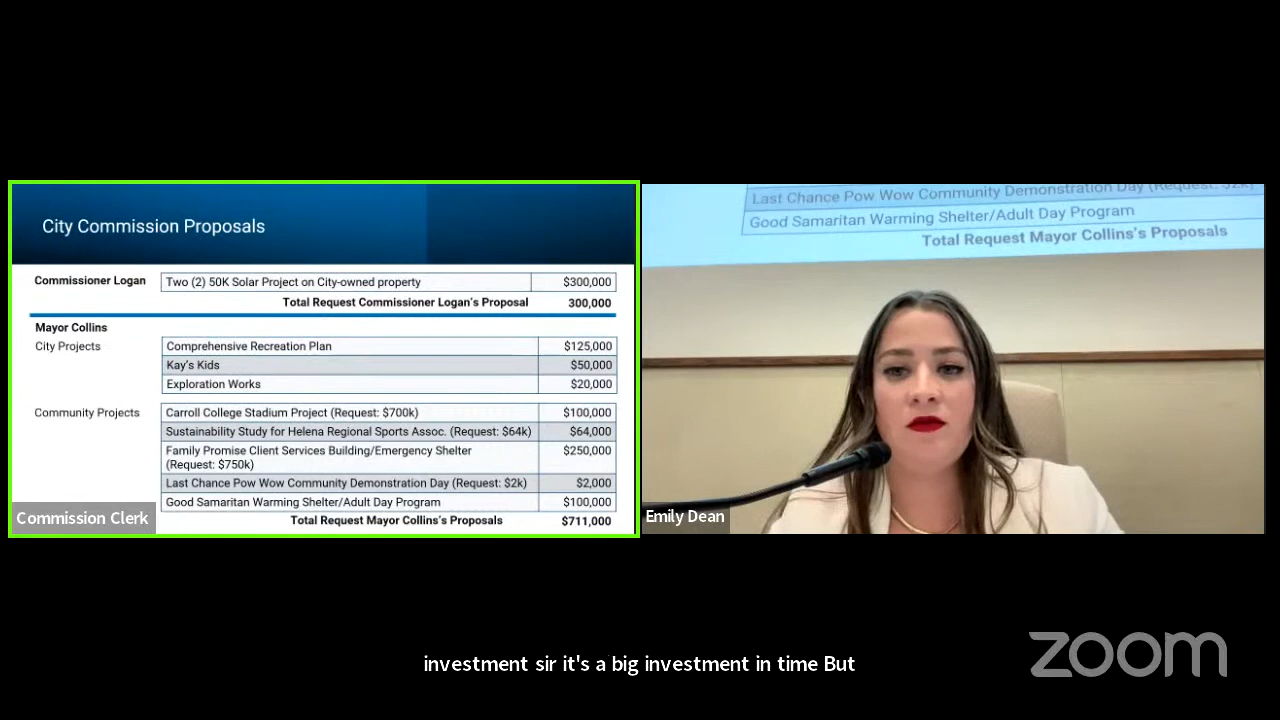 City Commission Proposals
Commissioner Logan
Two (2) 50K Solar Project on City-owned property $300,000
Total Request Commissioner Logan's Proposal 300,000
Mayor Collins
City Projects
Comprehensive Recreation Plan $125,000
Kay's Kids $50,000
Exploration Works $20,000
Community Projects
Carroll College Stadium Project (Request: $700k) $100,000
Sustainability Study for Helena Regional Sports Assoc. (Request: $64k) $64,000
Family Promise Client Services Building/Emergency Shelter
(Request: $750k) $250,000
Last Chance Pow Wow Community Demonstration Day (Request: $2k) $2,000
Good Samaritan Warming Shelter/Adult Day Program $100,000
Total Request Mayor Collins's Proposals $711,000
Commission Clerk
Last Chance Pow Wow Community Demonstration Day (Request: $2k)
Good Samaritan Warming Shelter/Adult Day Program
Total Request Mayor Collins's Proposals
Emily Dean
investment sir it's a big investment in time But
zoom